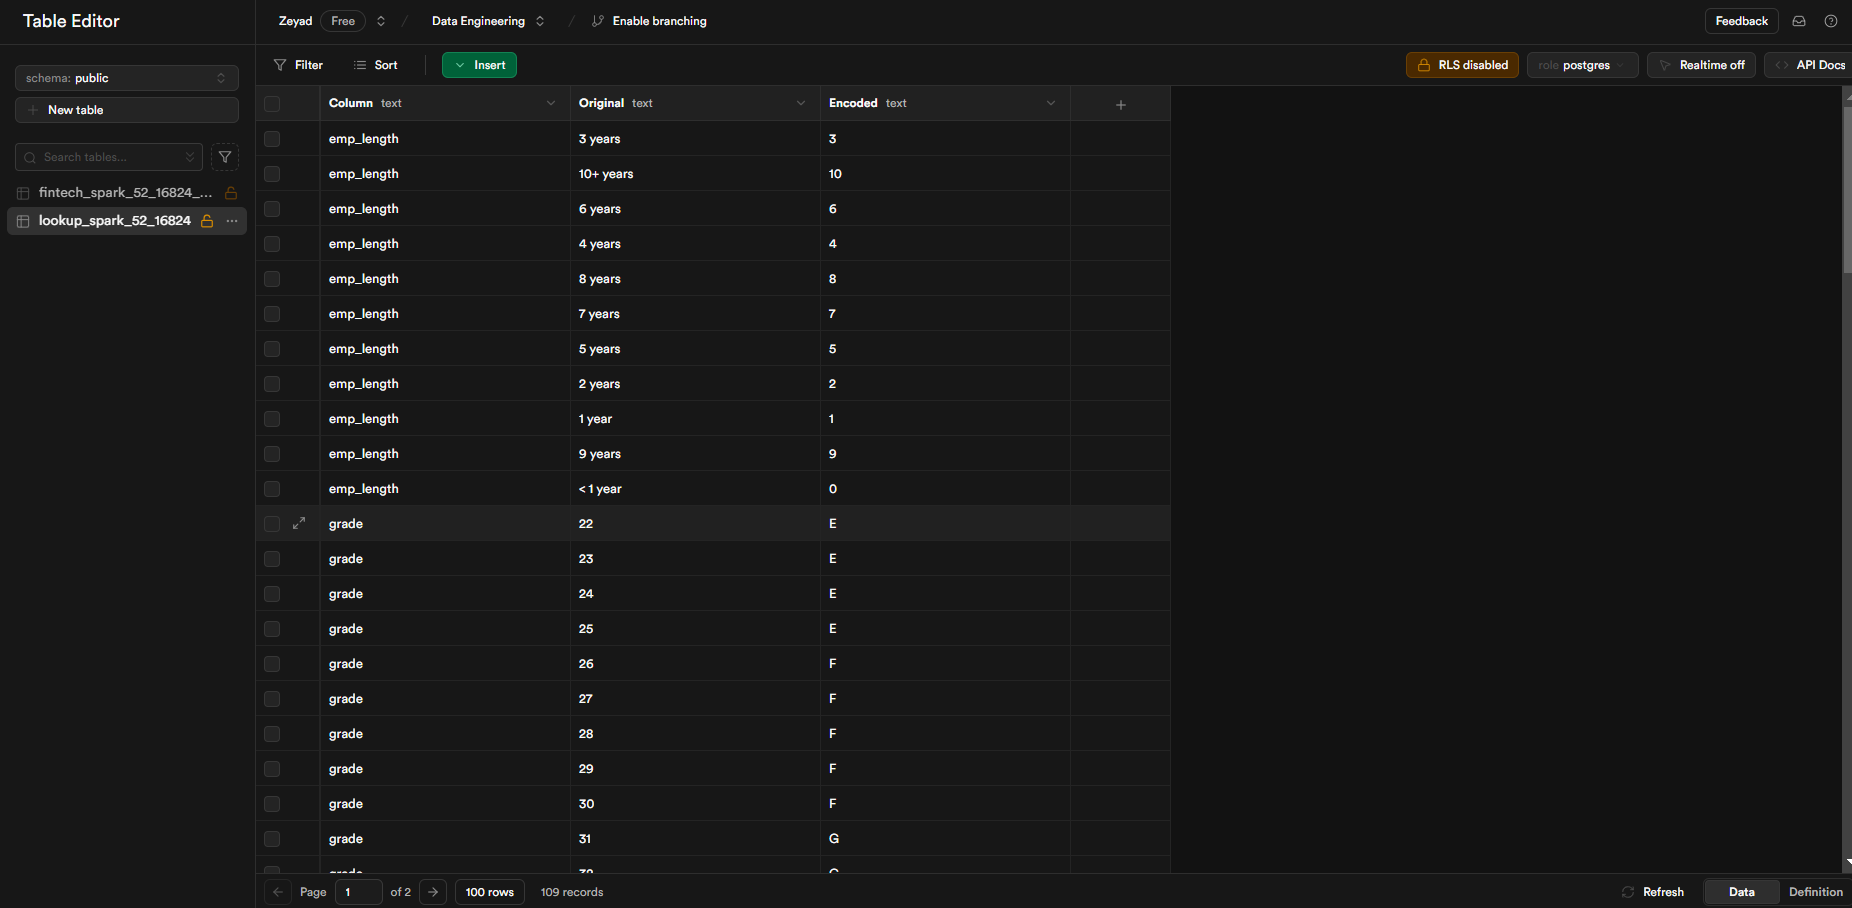 Table Editor
Zeyad Free / Data Engineering / Enable branching
Feedback
schema: public
New table
Search tables...
fintech_spark_52_16824_...
lookup_spark_52_16824
Filter Sort Insert
RLS disabled role postgres Realtime off API Docs
Column text Original text Encoded text
emp_length 3 years 3
emp_length 10+ years 10
emp_length 6 years 6
emp_length 4 years 4
emp_length 8 years 8
emp_length 7 years 7
emp_length 5 years 5
emp_length 2 years 2
emp_length 1 year 1
emp_length 9 years 9
emp_length < 1 year 0
grade 22 E
grade 23 E
grade 24 E
grade 25 E
grade 26 F
grade 27 F
grade 28 F
grade 29 F
grade 30 F
grade 31 G
grade 32 G
Page 1 of 2 100 rows 109 records
Refresh Data Definition